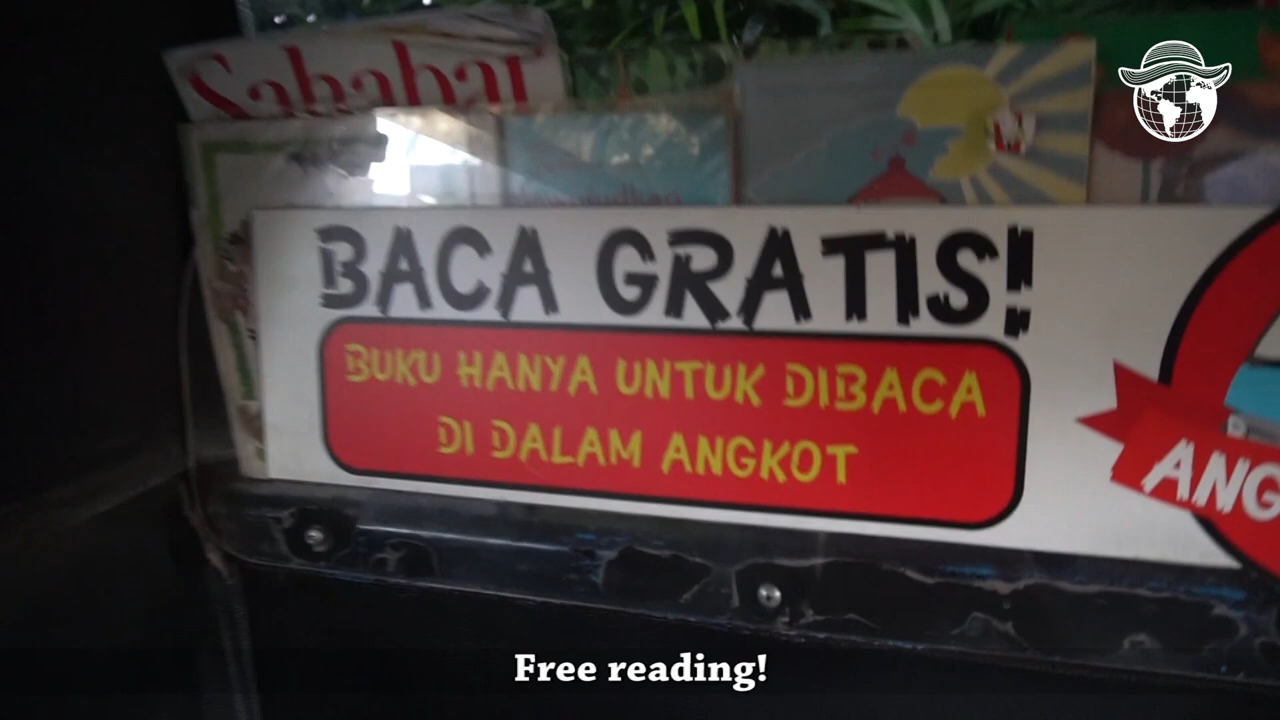 Sahabat
BACA GRATIS!
BUKU HANYA UNTUK DIBACA
DI DALAM ANGKOT
ANG
Free reading!